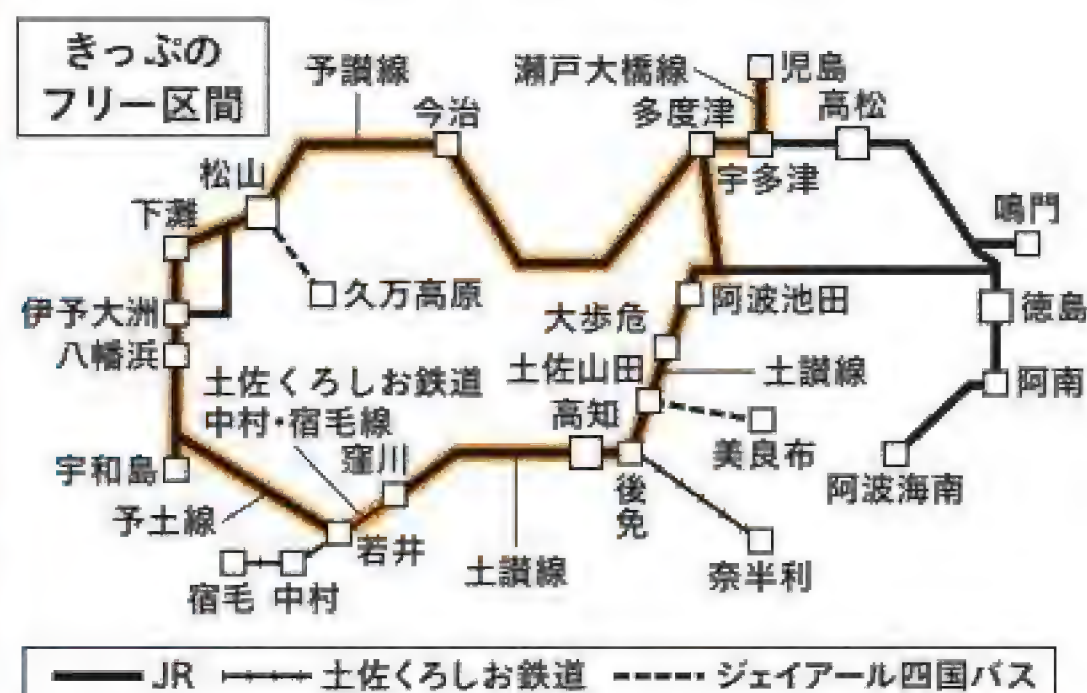 きっぷの
フリー区間
予讃線
瀬戸大橋線
児島
今治
多度津
高松
宇多津
松山
下灘
鳴門
久万高原
阿波池田
伊予大洲
徳島
大歩危
八幡浜
土佐くろしお鉄道
中村・宿毛線
土佐山田
土讃線
阿南
高知
窪川
美良布
宇和島
後免
阿波海南
予土線
若井
土讃線
奈半利
宿毛
中村
JR
土佐くろしお鉄道
ジェイアール四国バス